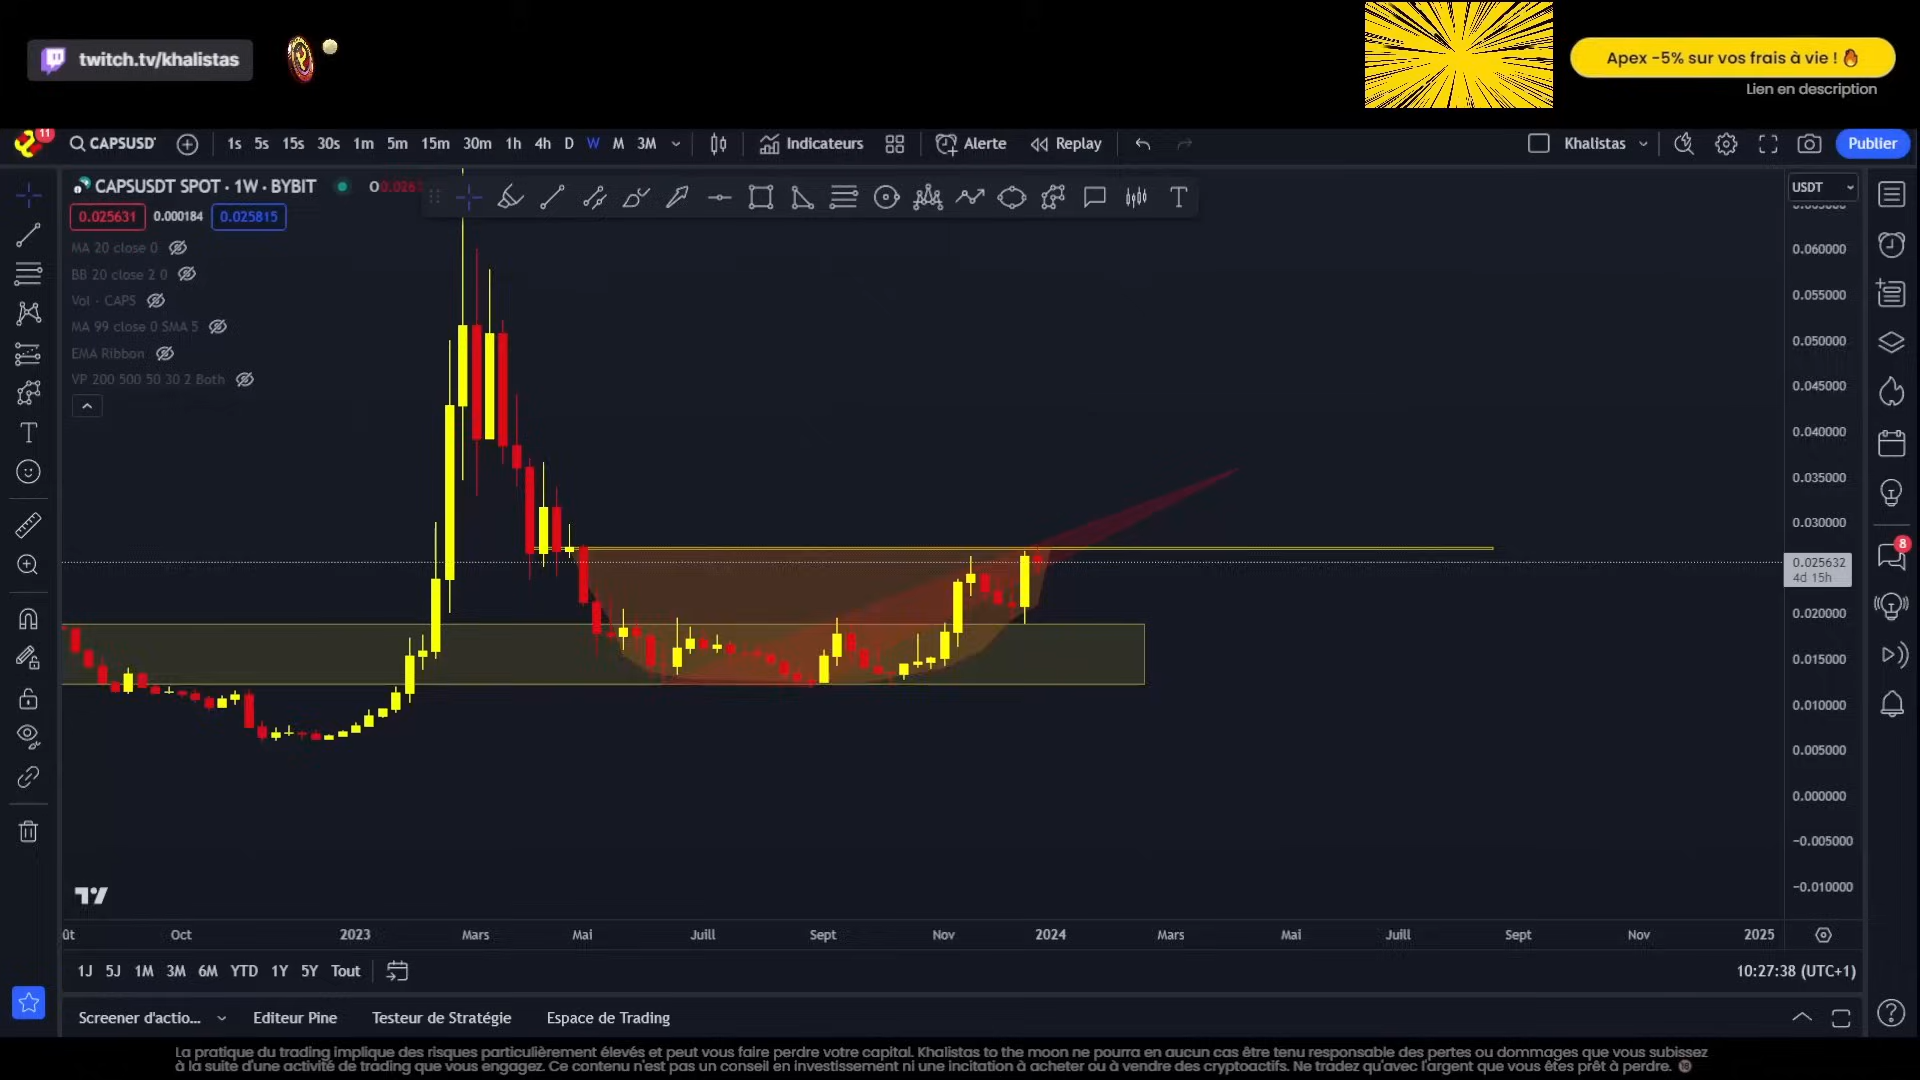 twitch.tv/khalistas
Apex -5% sur vos frais à vie !
Lien en description
11
CAPSUSDT
1s 5s 15s 30s 1m 5m 15m 30m 1h 4h D W M 3M
Indicateurs
Alerte
Replay
Khalistas
Publier
CAPSUSDT SPOT · 1W · BYBIT
USDT
0.025631 0.000184 0.025815
MA 20 close 0
BB 20 close 2 0
Vol · CAPS
MA 99 close 0 SMA 5
EMA Ribbon
VP 200 500 50 30 2 Both
0.060000
0.055000
0.050000
0.045000
0.040000
0.035000
0.030000
0.025632
4d 15h
0.020000
0.015000
0.010000
0.005000
0.000000
−0.005000
−0.010000
8
ût Oct 2023 Mars Mai Juill Sept Nov 2024 Mars Mai Juill Sept Nov 2025
1J 5J 1M 3M 6M YTD 1Y 5Y Tout
10:27:38 (UTC+1)
Screener d'actio... Editeur Pine Testeur de Stratégie Espace de Trading
La pratique du trading implique des risques particulièrement élevés et peut vous faire perdre votre capital. Khalistas to the moon ne pourra en aucun cas être tenu responsable des pertes ou dommages que vous subissez
à la suite d'une activité de trading que vous engagez. Ce contenu n'est pas un conseil en investissement ni une incitation à acheter ou à vendre des cryptoactifs. Ne tradez qu'avec l'argent que vous êtes prêt à perdre.